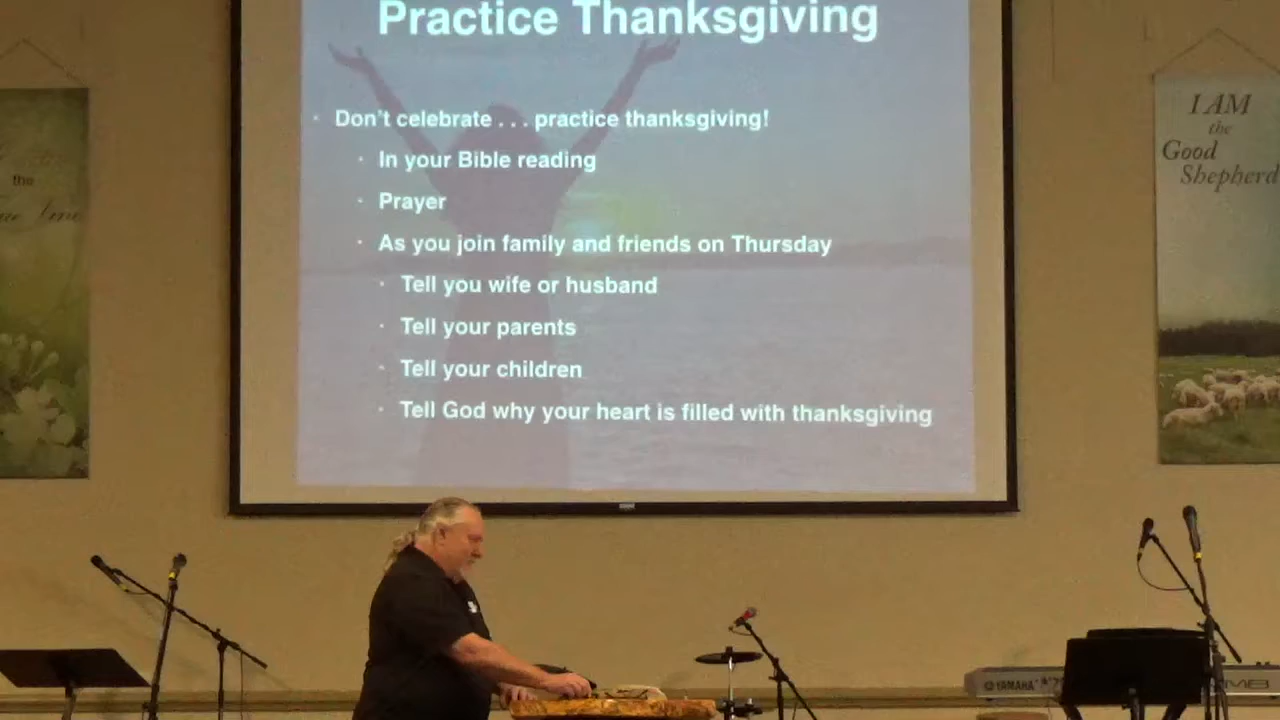 Practice Thanksgiving
Don't celebrate . . . practice thanksgiving!
In your Bible reading
Prayer
As you join family and friends on Thursday
Tell you wife or husband
Tell your parents
Tell your children
Tell God why your heart is filled with thanksgiving
the
I AM
the
Good
Shepherd
YAMAHA